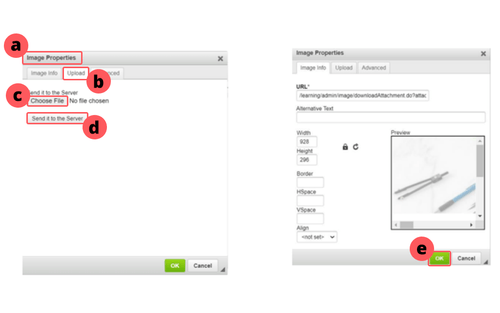 a
Image Properties
Image Info Upload Advanced
b
Send it to the Server
c
Choose File No file chosen
Send it to the Server
d
OK Cancel
Image Properties
Image Info Upload Advanced
URL*
/learning/admin/image/downloadAttachment.do?attac
Alternative Text
Width
828
Height
296
Border
HSpace
VSpace
Align
<not set>
Preview
e
OK Cancel